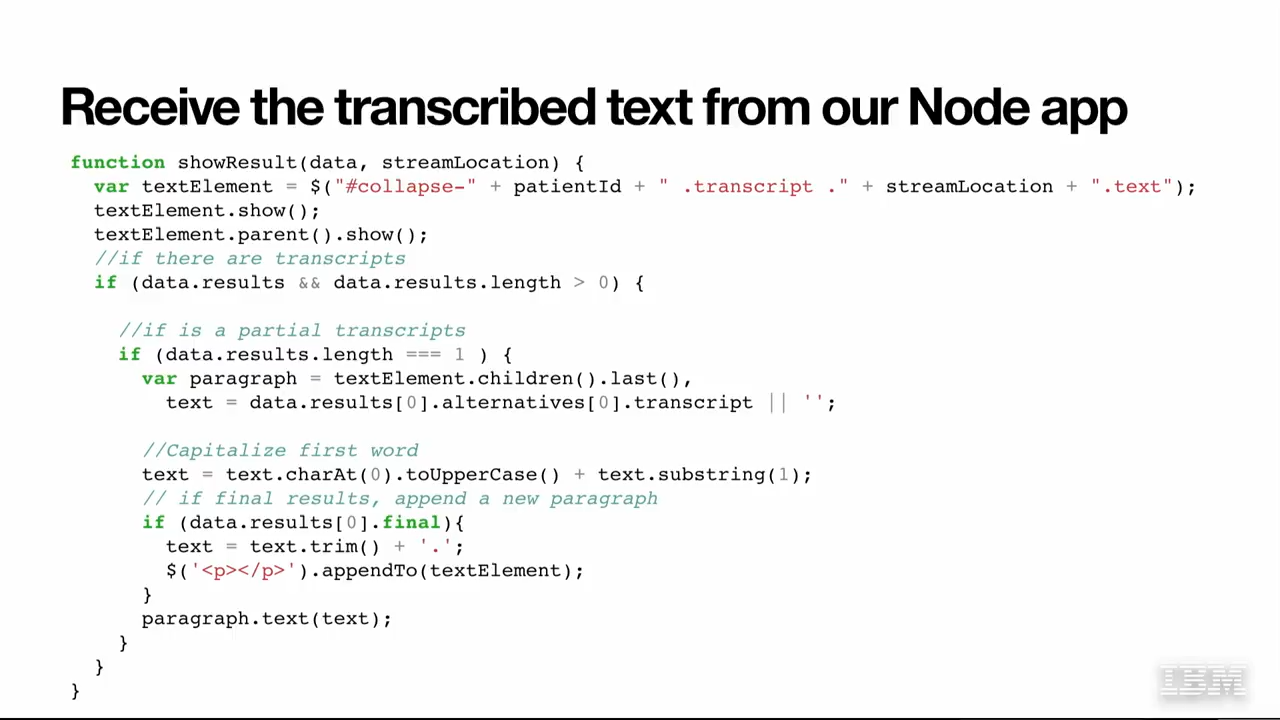 Receive the transcribed text from our Node app
function showResult(data, streamLocation) {
  var textElement = $("#collapse-" + patientId + " .transcript ." + streamLocation + ".text");
  textElement.show();
  textElement.parent().show();
  //if there are transcripts
  if (data.results && data.results.length > 0) {
    //if is a partial transcripts
    if (data.results.length === 1 ) {
      var paragraph = textElement.children().last(),
        text = data.results[0].alternatives[0].transcript || '';
      //Capitalize first word
      text = text.charAt(0).toUpperCase() + text.substring(1);
      // if final results, append a new paragraph
      if (data.results[0].final){
        text = text.trim() + '.';
        $('<p></p>').appendTo(textElement);
      }
      paragraph.text(text);
    }
  }
}
IBM